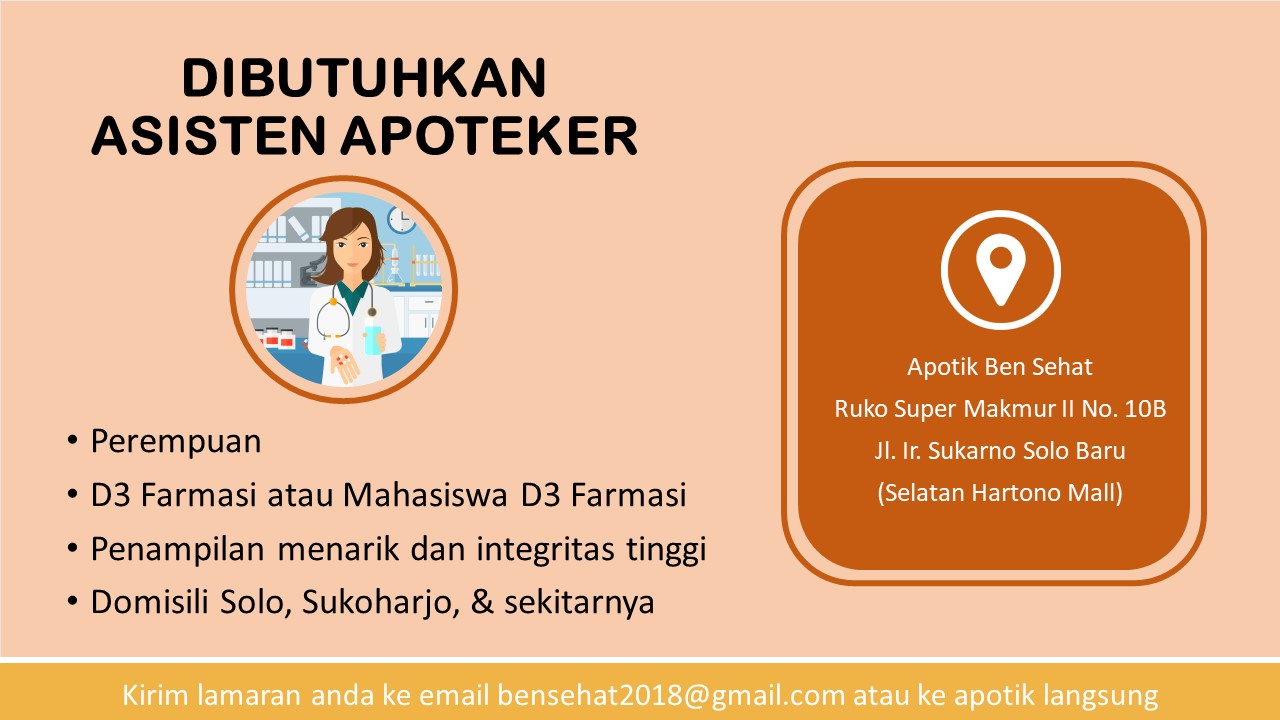 DIBUTUHKAN
ASISTEN APOTEKER
• Perempuan
• D3 Farmasi atau Mahasiswa D3 Farmasi
• Penampilan menarik dan integritas tinggi
• Domisili Solo, Sukoharjo, & sekitarnya
Apotik Ben Sehat
Ruko Super Makmur II No. 10B
Jl. Ir. Sukarno Solo Baru
(Selatan Hartono Mall)
Kirim lamaran anda ke email bensehat2018@gmail.com atau ke apotik langsung